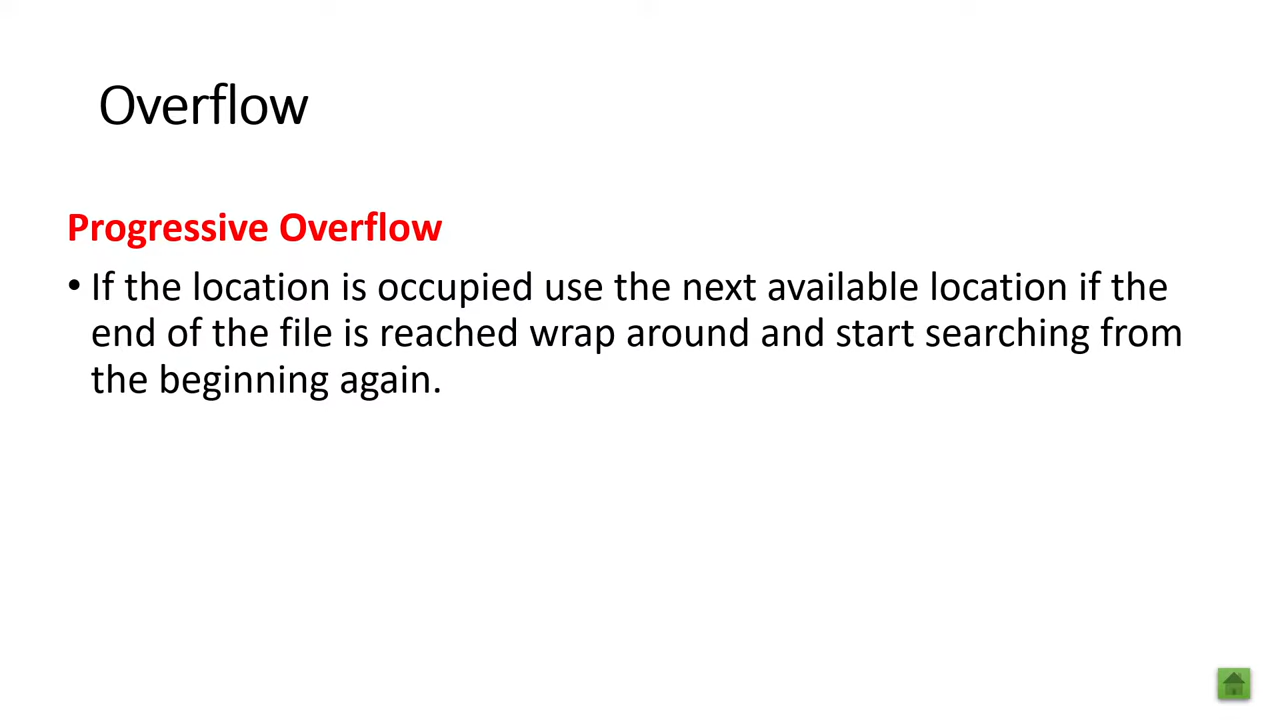 Overflow
Progressive Overflow
• If the location is occupied use the next available location if the
end of the file is reached wrap around and start searching from
the beginning again.